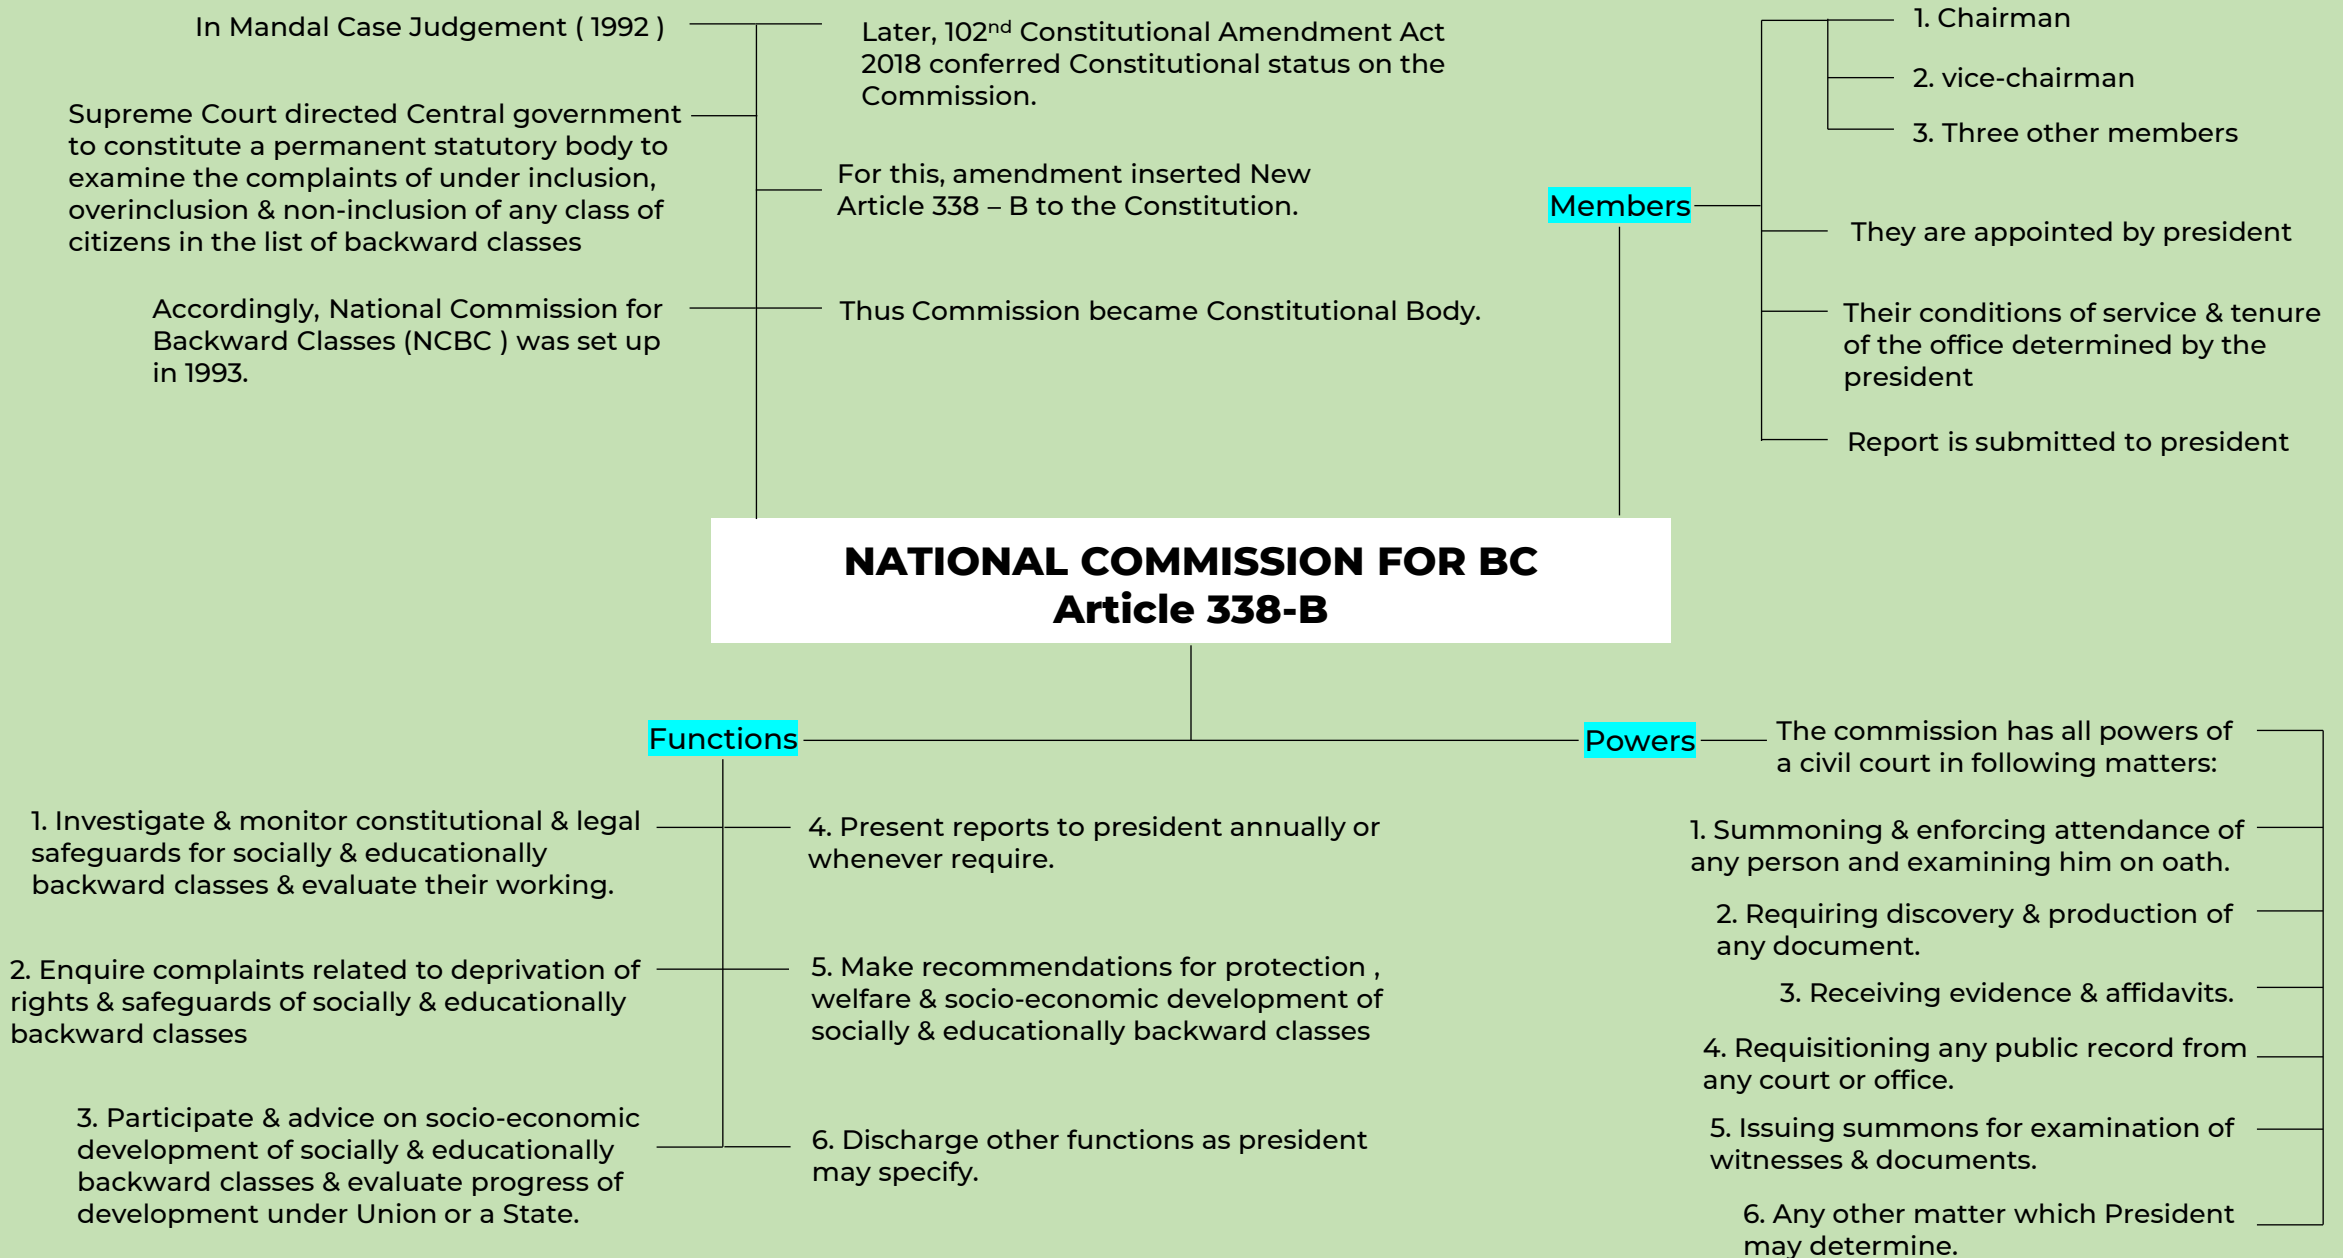 In Mandal Case Judgement ( 1992 )
Supreme Court directed Central government
to constitute a permanent statutory body to
examine the complaints of under inclusion,
overinclusion & non-inclusion of any class of
citizens in the list of backward classes
Accordingly, National Commission for
Backward Classes (NCBC ) was set up
in 1993.
Later, 102nd Constitutional Amendment Act
2018 conferred Constitutional status on the
Commission.
For this, amendment inserted New
Article 338 – B to the Constitution.
Thus Commission became Constitutional Body.
Members
1. Chairman
2. vice-chairman
3. Three other members
They are appointed by president
Their conditions of service & tenure
of the office determined by the
president
Report is submitted to president
NATIONAL COMMISSION FOR BC
Article 338-B
Functions
1. Investigate & monitor constitutional & legal
safeguards for socially & educationally
backward classes & evaluate their working.
2. Enquire complaints related to deprivation of
rights & safeguards of socially & educationally
backward classes
3. Participate & advice on socio-economic
development of socially & educationally
backward classes & evaluate progress of
development under Union or a State.
4. Present reports to president annually or
whenever require.
5. Make recommendations for protection ,
welfare & socio-economic development of
socially & educationally backward classes
6. Discharge other functions as president
may specify.
Powers
The commission has all powers of
a civil court in following matters:
1. Summoning & enforcing attendance of
any person and examining him on oath.
2. Requiring discovery & production of
any document.
3. Receiving evidence & affidavits.
4. Requisitioning any public record from
any court or office.
5. Issuing summons for examination of
witnesses & documents.
6. Any other matter which President
may determine.